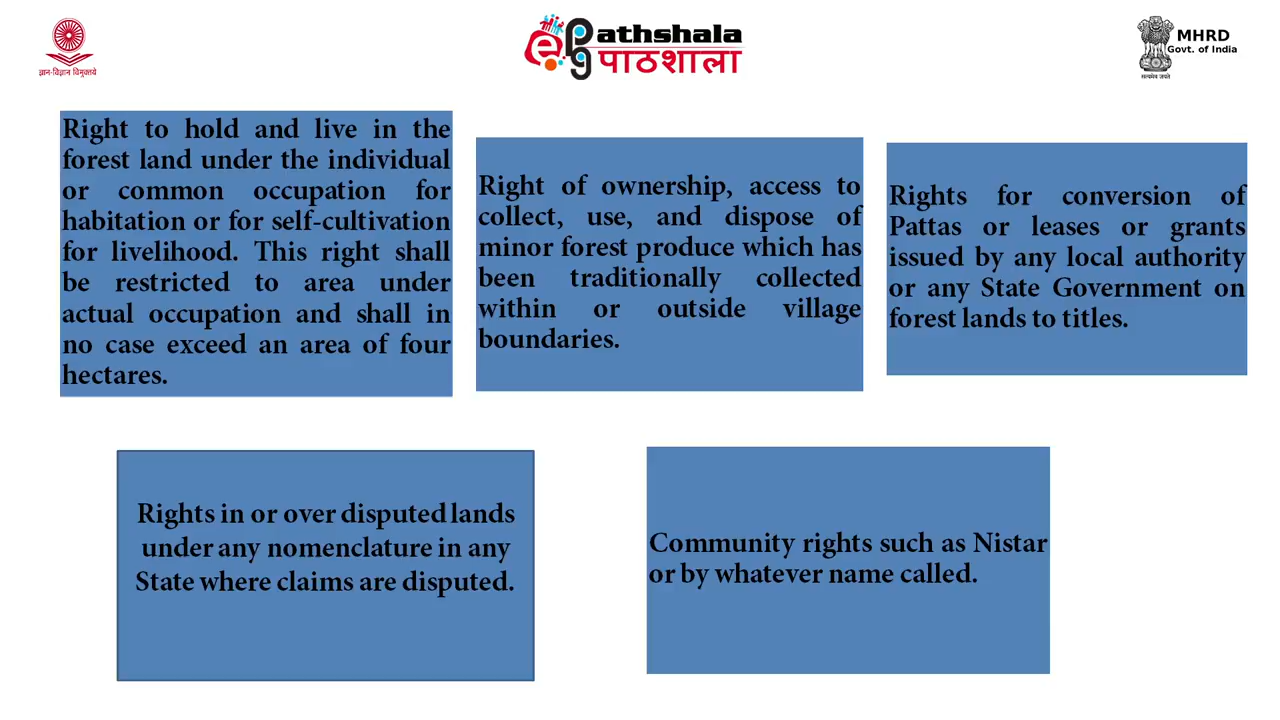 ज्ञान-विज्ञान विमुक्तये
epathshala
पाठशाला
MHRD
Govt. of India
सत्यमेव जयते
Right to hold and live in the
forest land under the individual
or common occupation for
habitation or for self-cultivation
for livelihood. This right shall
be restricted to area under
actual occupation and shall in
no case exceed an area of four
hectares.
Right of ownership, access to
collect, use, and dispose of
minor forest produce which has
been traditionally collected
within or outside village
boundaries.
Rights for conversion of
Pattas or leases or grants
issued by any local authority
or any State Government on
forest lands to titles.
Rights in or over disputed lands
under any nomenclature in any
State where claims are disputed.
Community rights such as Nistar
or by whatever name called.